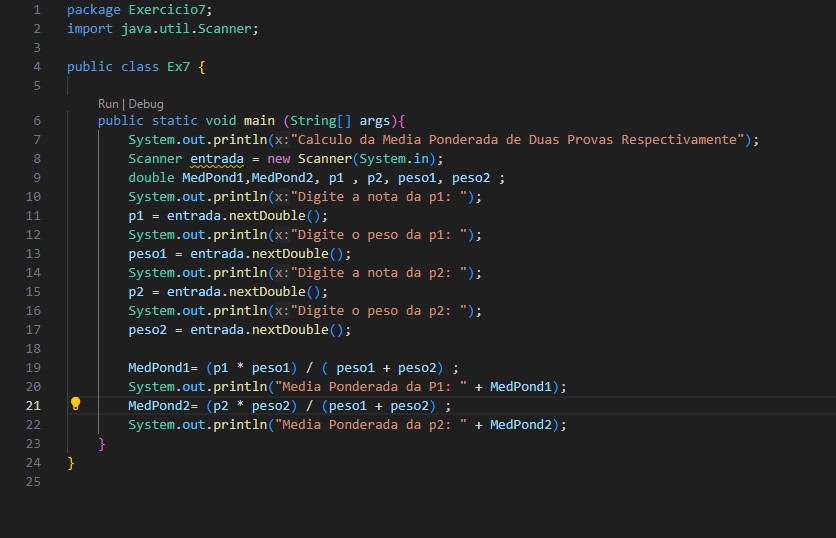 1 package Exercicio7;
2 import java.util.Scanner;
3
4 public class Ex7 {
5
Run | Debug
6 public static void main (String[] args){
7 System.out.println(x:"Calculo da Media Ponderada de Duas Provas Respectivamente");
8 Scanner entrada = new Scanner(System.in);
9 double MedPond1,MedPond2, p1 , p2, peso1, peso2 ;
10 System.out.println(x:"Digite a nota da p1: ");
11 p1 = entrada.nextDouble();
12 System.out.println(x:"Digite o peso da p1: ");
13 peso1 = entrada.nextDouble();
14 System.out.println(x:"Digite a nota da p2: ");
15 p2 = entrada.nextDouble();
16 System.out.println(x:"Digite o peso da p2: ");
17 peso2 = entrada.nextDouble();
18
19 MedPond1= (p1 * peso1) / ( peso1 + peso2) ;
20 System.out.println("Media Ponderada da P1: " + MedPond1);
21 MedPond2= (p2 * peso2) / (peso1 + peso2) ;
22 System.out.println("Media Ponderada da p2: " + MedPond2);
23 }
24 }
25